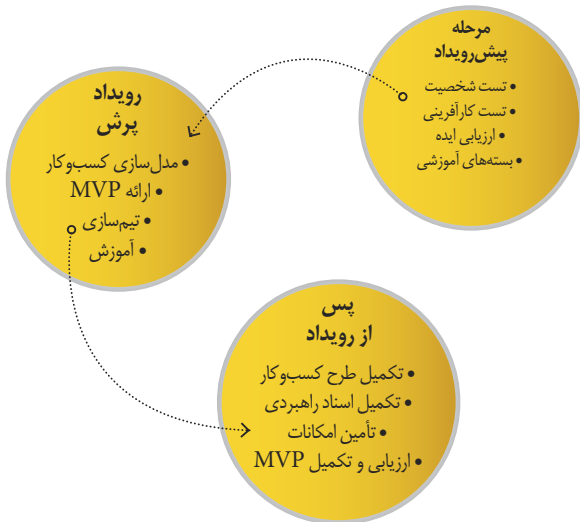 مرحله
پیش‌رویداد
• تست شخصیت
• تست کارآفرینی
• ارزیابی ایده
• بسته‌های آموزشی
رویداد
پرش
• مدل‌سازی کسب‌وکار
• ارائه MVP
• تیم‌سازی
• آموزش
پس
از رویداد
• تکمیل طرح کسب‌وکار
• تکمیل اسناد راهبردی
• تأمین امکانات
• ارزیابی و تکمیل MVP